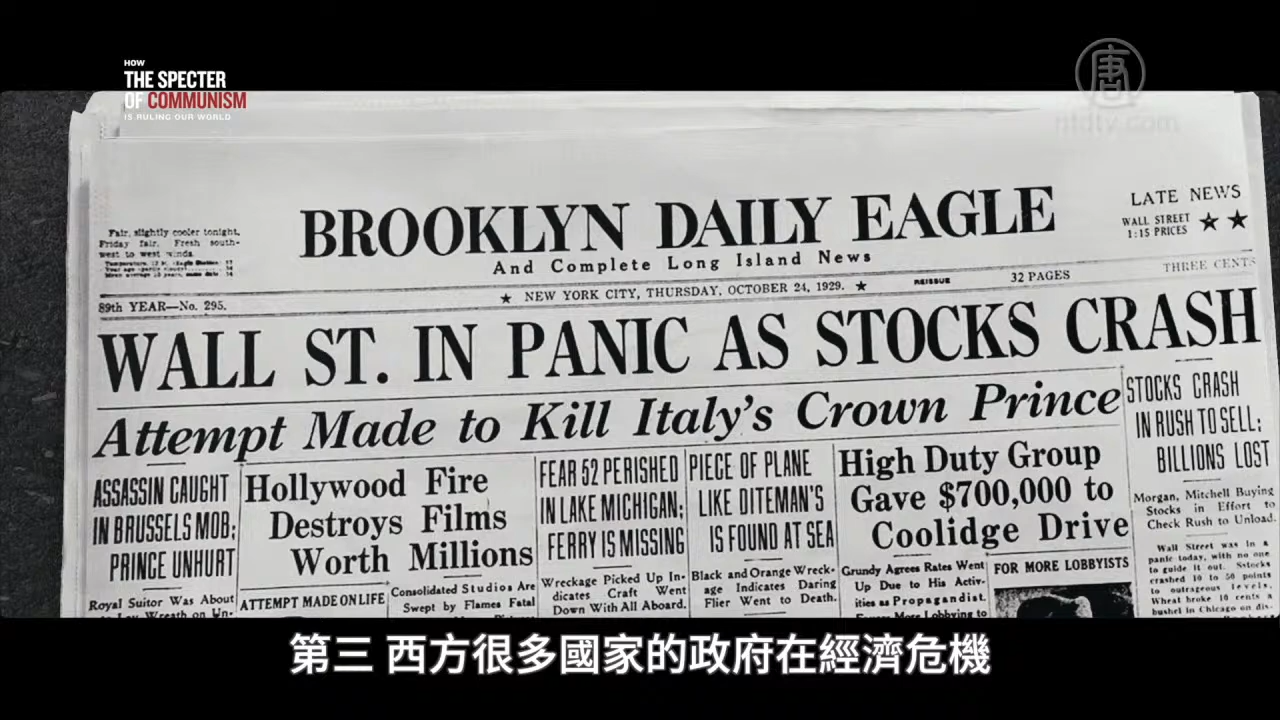 HOW
THE SPECTER
OF COMMUNISM
IS RULING OUR WORLD
唐
ntdtv.com
Fair, slightly cooler tonight,
Friday fair. Fresh south-
west to west winds.
BROOKLYN DAILY EAGLE
And Complete Long Island News
LATE NEWS
WALL STREET
1:15 PRICES
★ ★
89th YEAR—No. 295.
★ NEW YORK CITY, THURSDAY, OCTOBER 24, 1929. ★
REISSUE
32 PAGES
THREE CENTS
WALL ST. IN PANIC AS STOCKS CRASH
Attempt Made to Kill Italy's Crown Prince
ASSASSIN CAUGHT
IN BRUSSELS MOB;
PRINCE UNHURT
Royal Suitor Was About
Hollywood Fire
Destroys Films
Worth Millions
ATTEMPT MADE ON LIFE
Consolidated Studios Are
Swept by Flames Fatal
FEAR 52 PERISHED
IN LAKE MICHIGAN;
FERRY IS MISSING
Wreckage Picked Up In-
dicates Craft Went
Down With All Aboard.
PIECE OF PLANE
LIKE DITEMAN'S
IS FOUND AT SEA
Black and Orange Wreck-
age Indicates Daring
Flier Went to Death.
High Duty Group
Gave $700,000 to
Coolidge Drive
Grundy Agrees Rates Went
Up Due to His Activ-
ities as Propagandist.
FOR MORE LOBBYISTS
STOCKS CRASH
IN RUSH TO SELL;
BILLIONS LOST
Morgan, Mitchell Buying
Stocks in Effort to
Check Rush to Unload.
Wall Street was in a
panic today, with no one
to guide it out. Sstocks
crashed 10 to 50 points
to outrageous levels.
Wheat broke 10 cents a
bushel in Chicago on dis-
第三 西方很多國家的政府在經濟危機